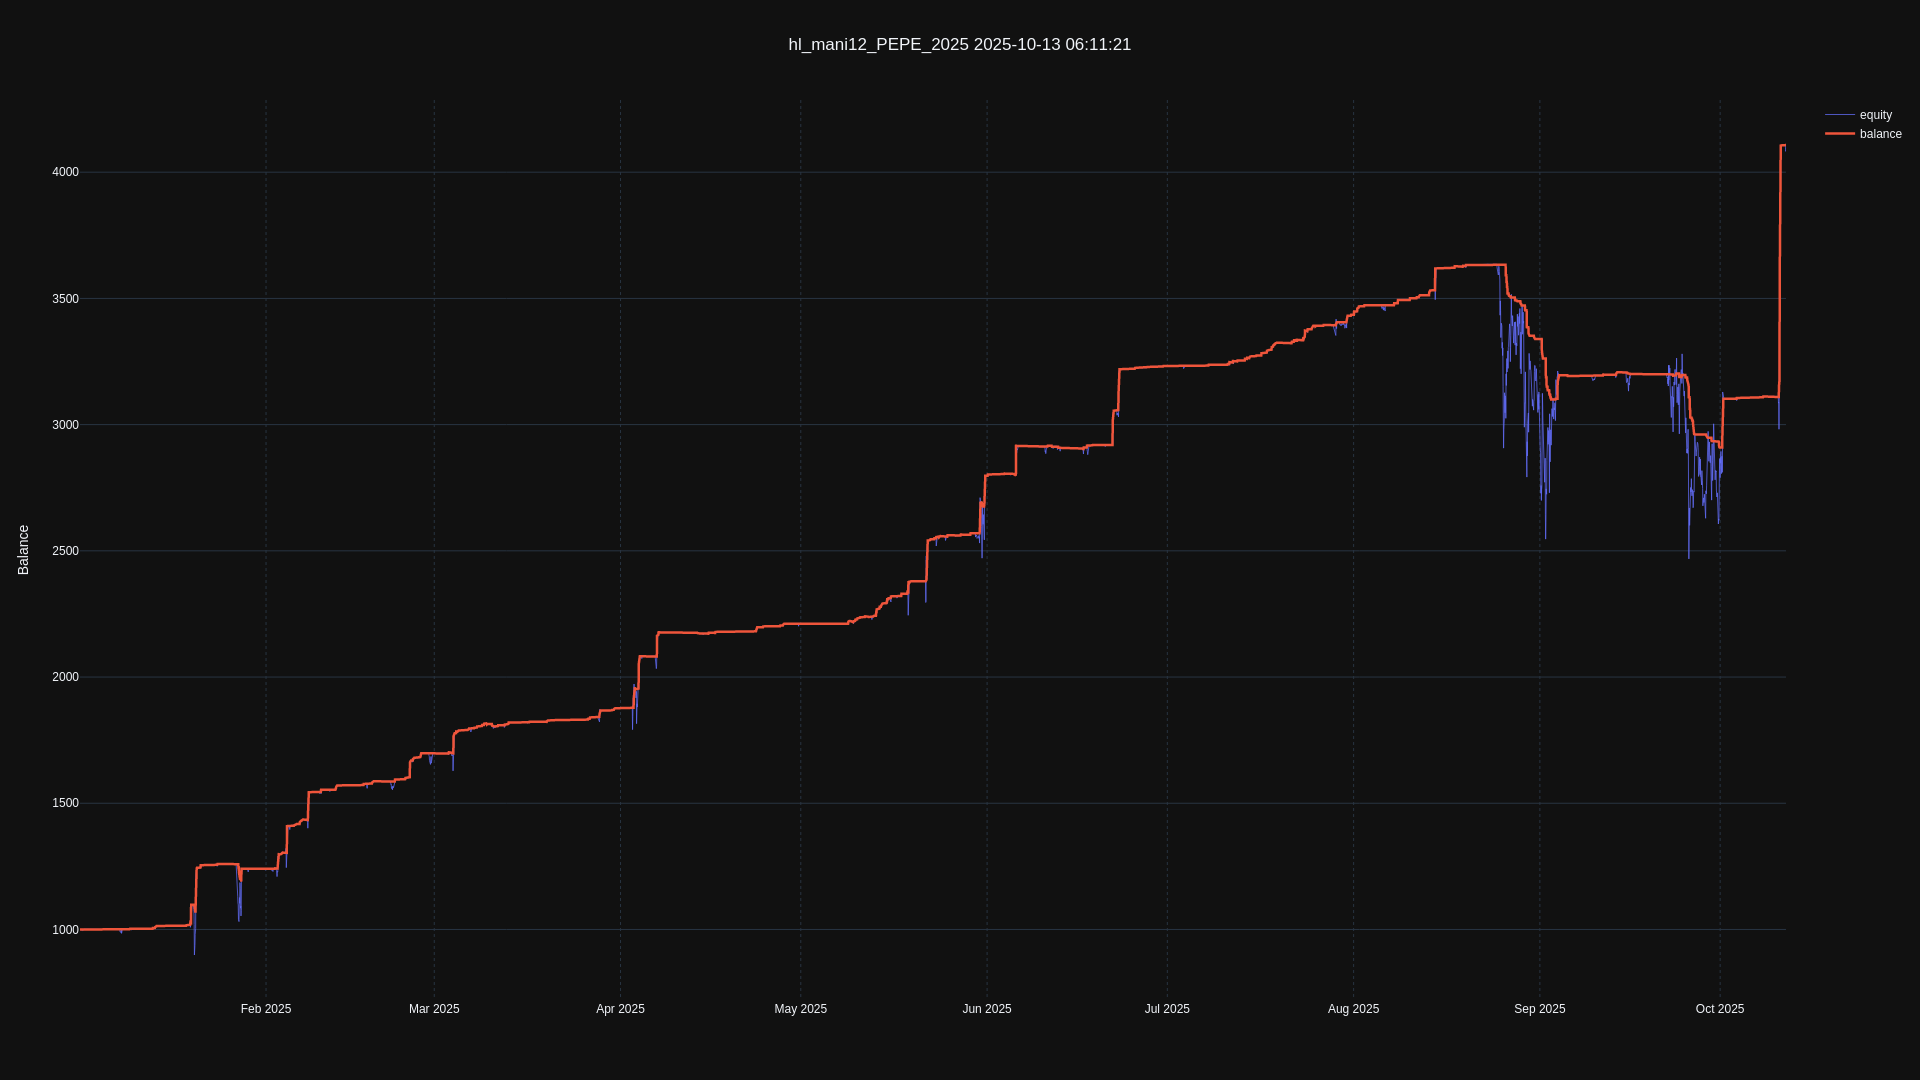 hl_mani12_PEPE_2025 2025-10-13 06:11:21
equity
balance
4000
3500
3000
2500
2000
1500
1000
Balance
Feb 2025
Mar 2025
Apr 2025
May 2025
Jun 2025
Jul 2025
Aug 2025
Sep 2025
Oct 2025